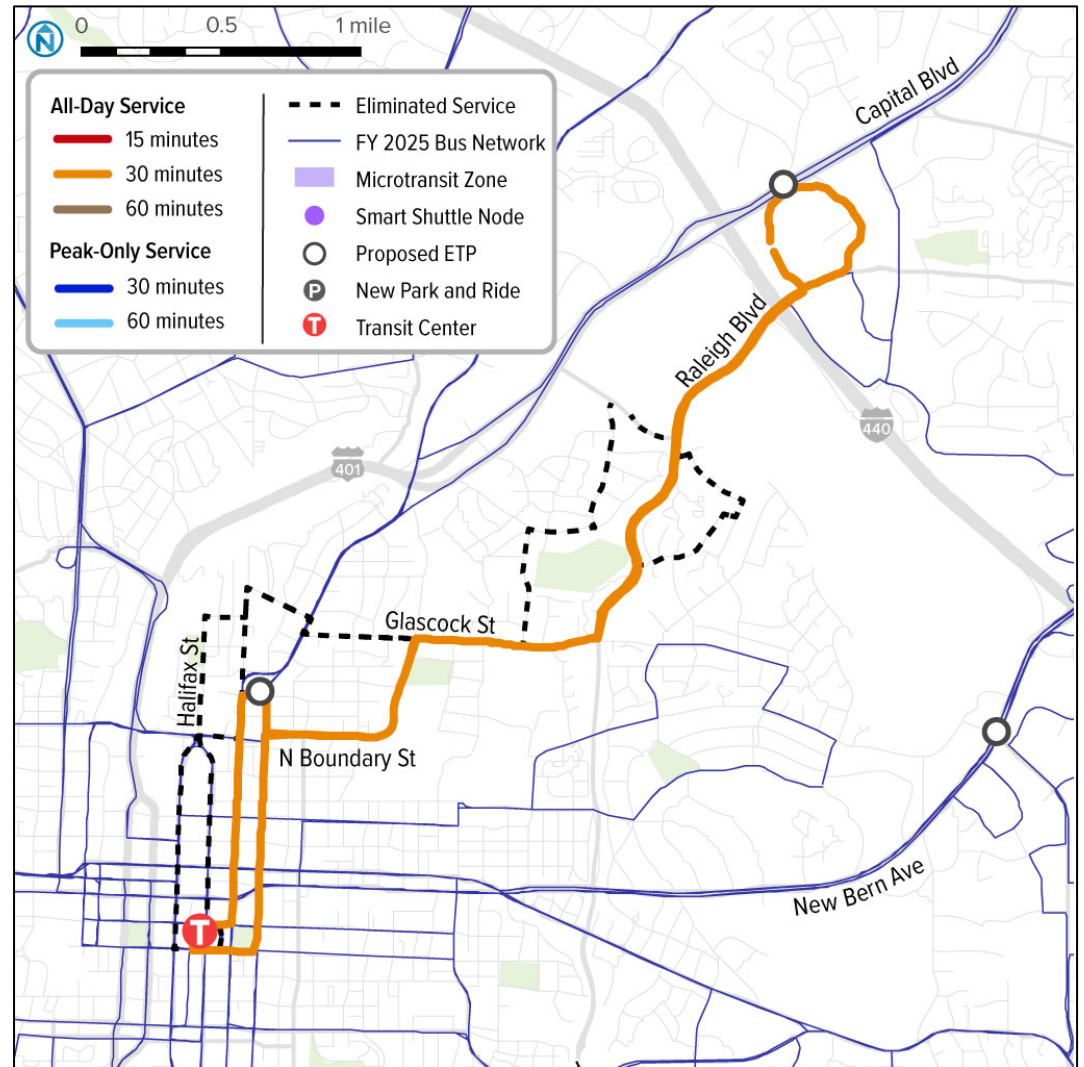 N
0 0.5 1 mile
All-Day Service
15 minutes
30 minutes
60 minutes
Peak-Only Service
30 minutes
60 minutes
Eliminated Service
FY 2025 Bus Network
Microtransit Zone
Smart Shuttle Node
Proposed ETP
P New Park and Ride
T Transit Center
Capital Blvd
Raleigh Blvd
440
401
Glascock St
Halifax St
N Boundary St
New Bern Ave
T